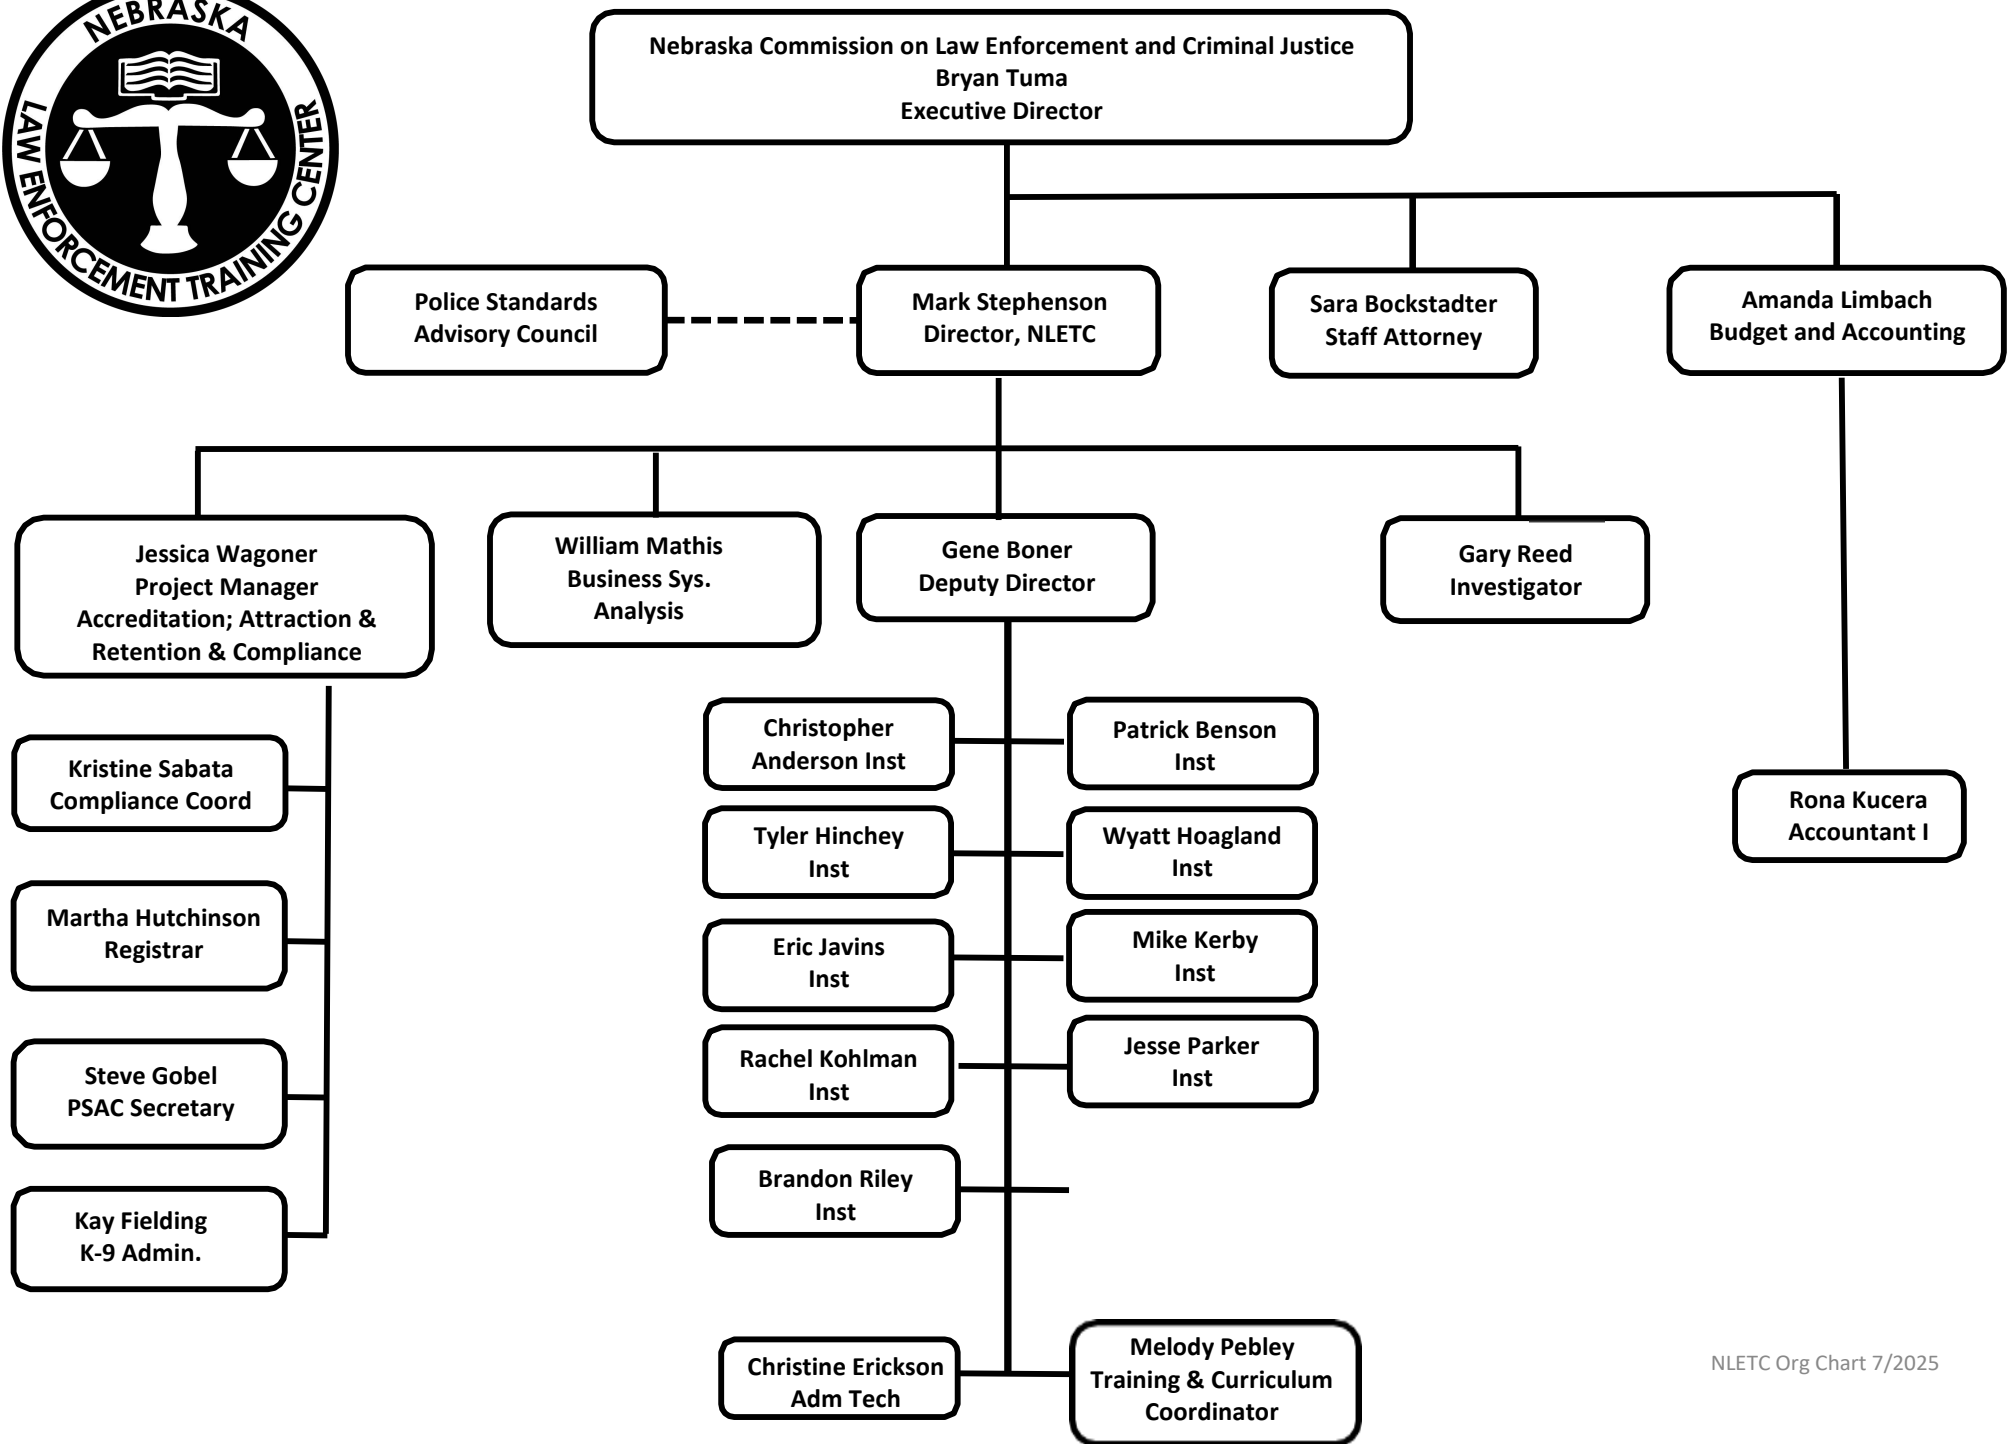 NEBRASKA
LAW ENFORCEMENT TRAINING CENTER
Nebraska Commission on Law Enforcement and Criminal Justice
Bryan Tuma
Executive Director
Police Standards
Advisory Council
Mark Stephenson
Director, NLETC
Sara Bockstadter
Staff Attorney
Amanda Limbach
Budget and Accounting
Jessica Wagoner
Project Manager
Accreditation; Attraction &
Retention & Compliance
William Mathis
Business Sys.
Analysis
Gene Boner
Deputy Director
Gary Reed
Investigator
Kristine Sabata
Compliance Coord
Martha Hutchinson
Registrar
Steve Gobel
PSAC Secretary
Kay Fielding
K-9 Admin.
Christopher
Anderson Inst
Patrick Benson
Inst
Tyler Hinchey
Inst
Wyatt Hoagland
Inst
Eric Javins
Inst
Mike Kerby
Inst
Rachel Kohlman
Inst
Jesse Parker
Inst
Brandon Riley
Inst
Christine Erickson
Adm Tech
Melody Pebley
Training & Curriculum
Coordinator
Rona Kucera
Accountant I
NLETC Org Chart 7/2025